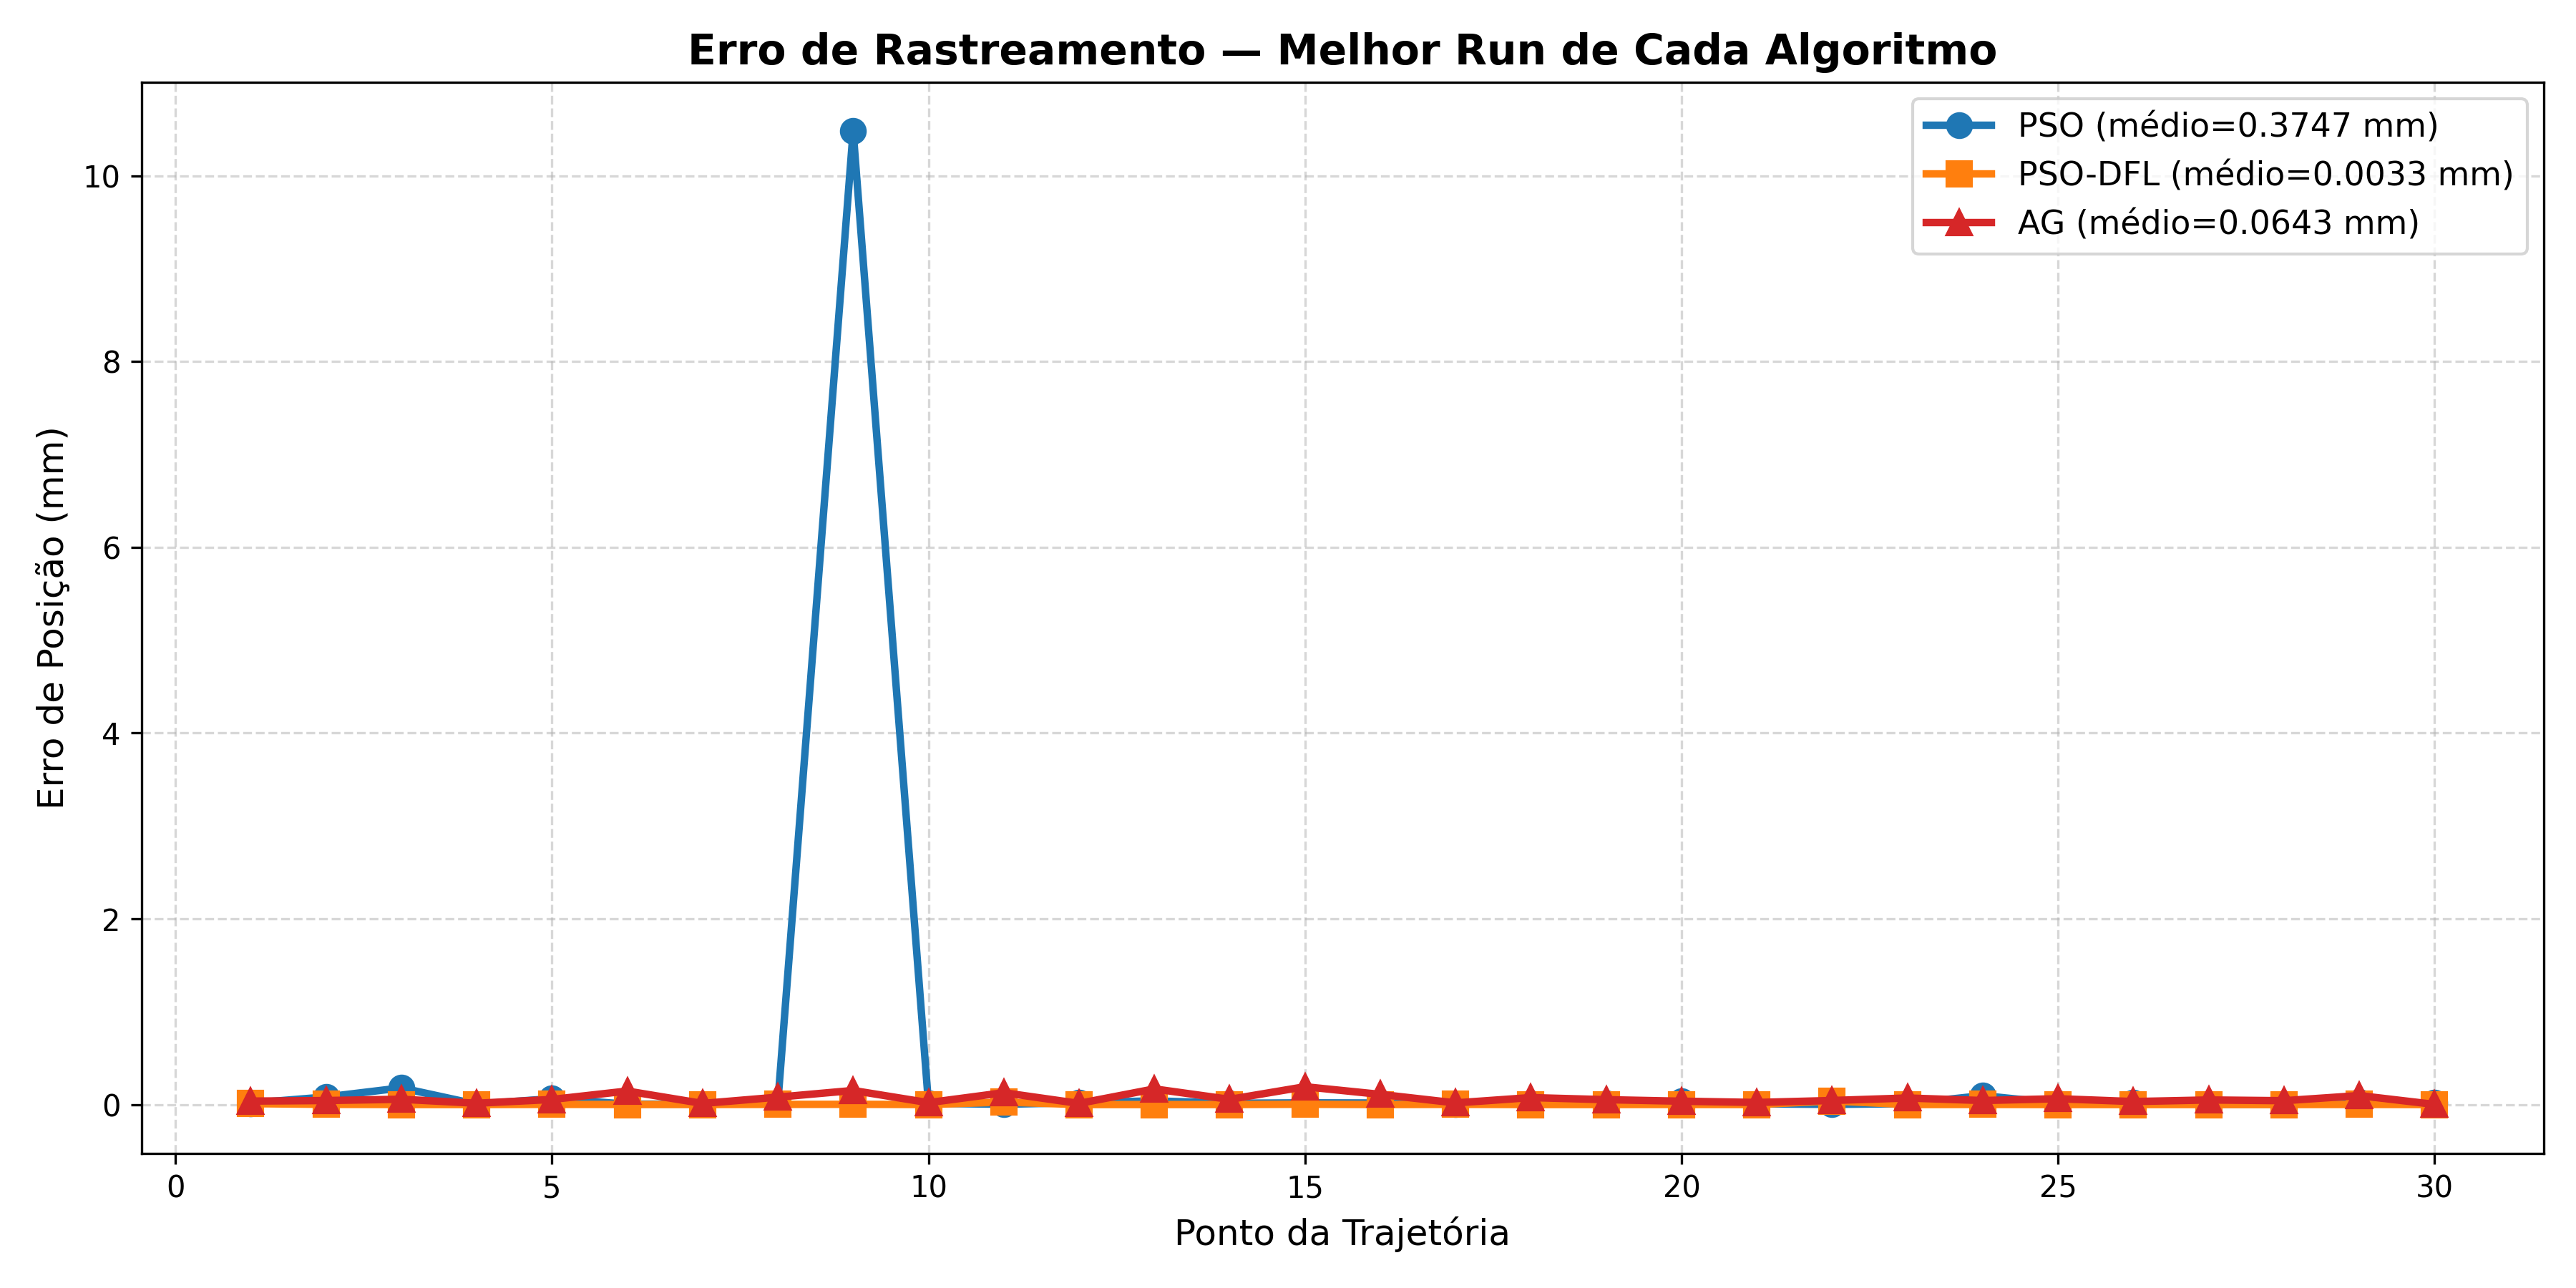 Erro de Rastreamento — Melhor Run de Cada Algoritmo
PSO (médio=0.3747 mm)
PSO-DFL (médio=0.0033 mm)
AG (médio=0.0643 mm)
Erro de Posição (mm)
10
8
6
4
2
0
0 5 10 15 20 25 30
Ponto da Trajetória